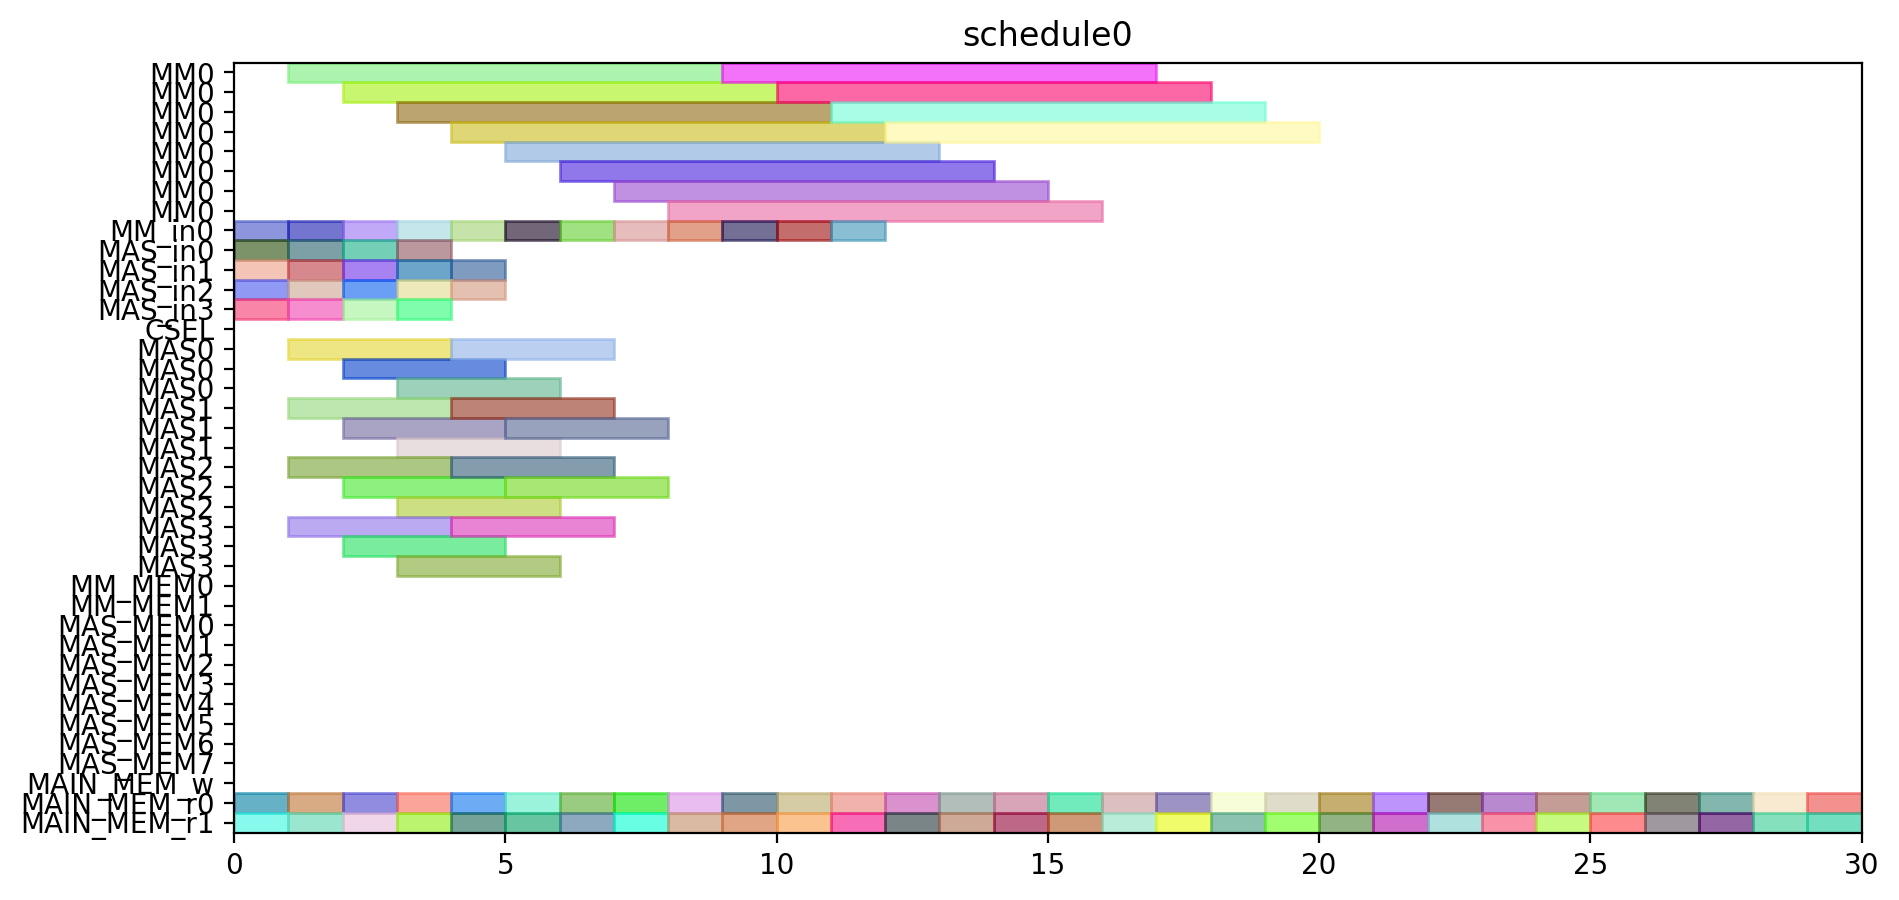 schedule0
MM0
MM0
MM0
MM0
MM0
MM0
MM0
MM0
MM_in0
MAS_in0
MAS_in1
MAS_in2
MAS_in3
CSEL
MAS0
MAS0
MAS0
MAS1
MAS1
MAS1
MAS2
MAS2
MAS2
MAS3
MAS3
MAS3
MM_MEM0
MM_MEM1
MAS_MEM0
MAS_MEM1
MAS_MEM2
MAS_MEM3
MAS_MEM4
MAS_MEM5
MAS_MEM6
MAS_MEM7
MAIN_MEM_w
MAIN_MEM_r0
MAIN_MEM_r1
0 5 10 15 20 25 30